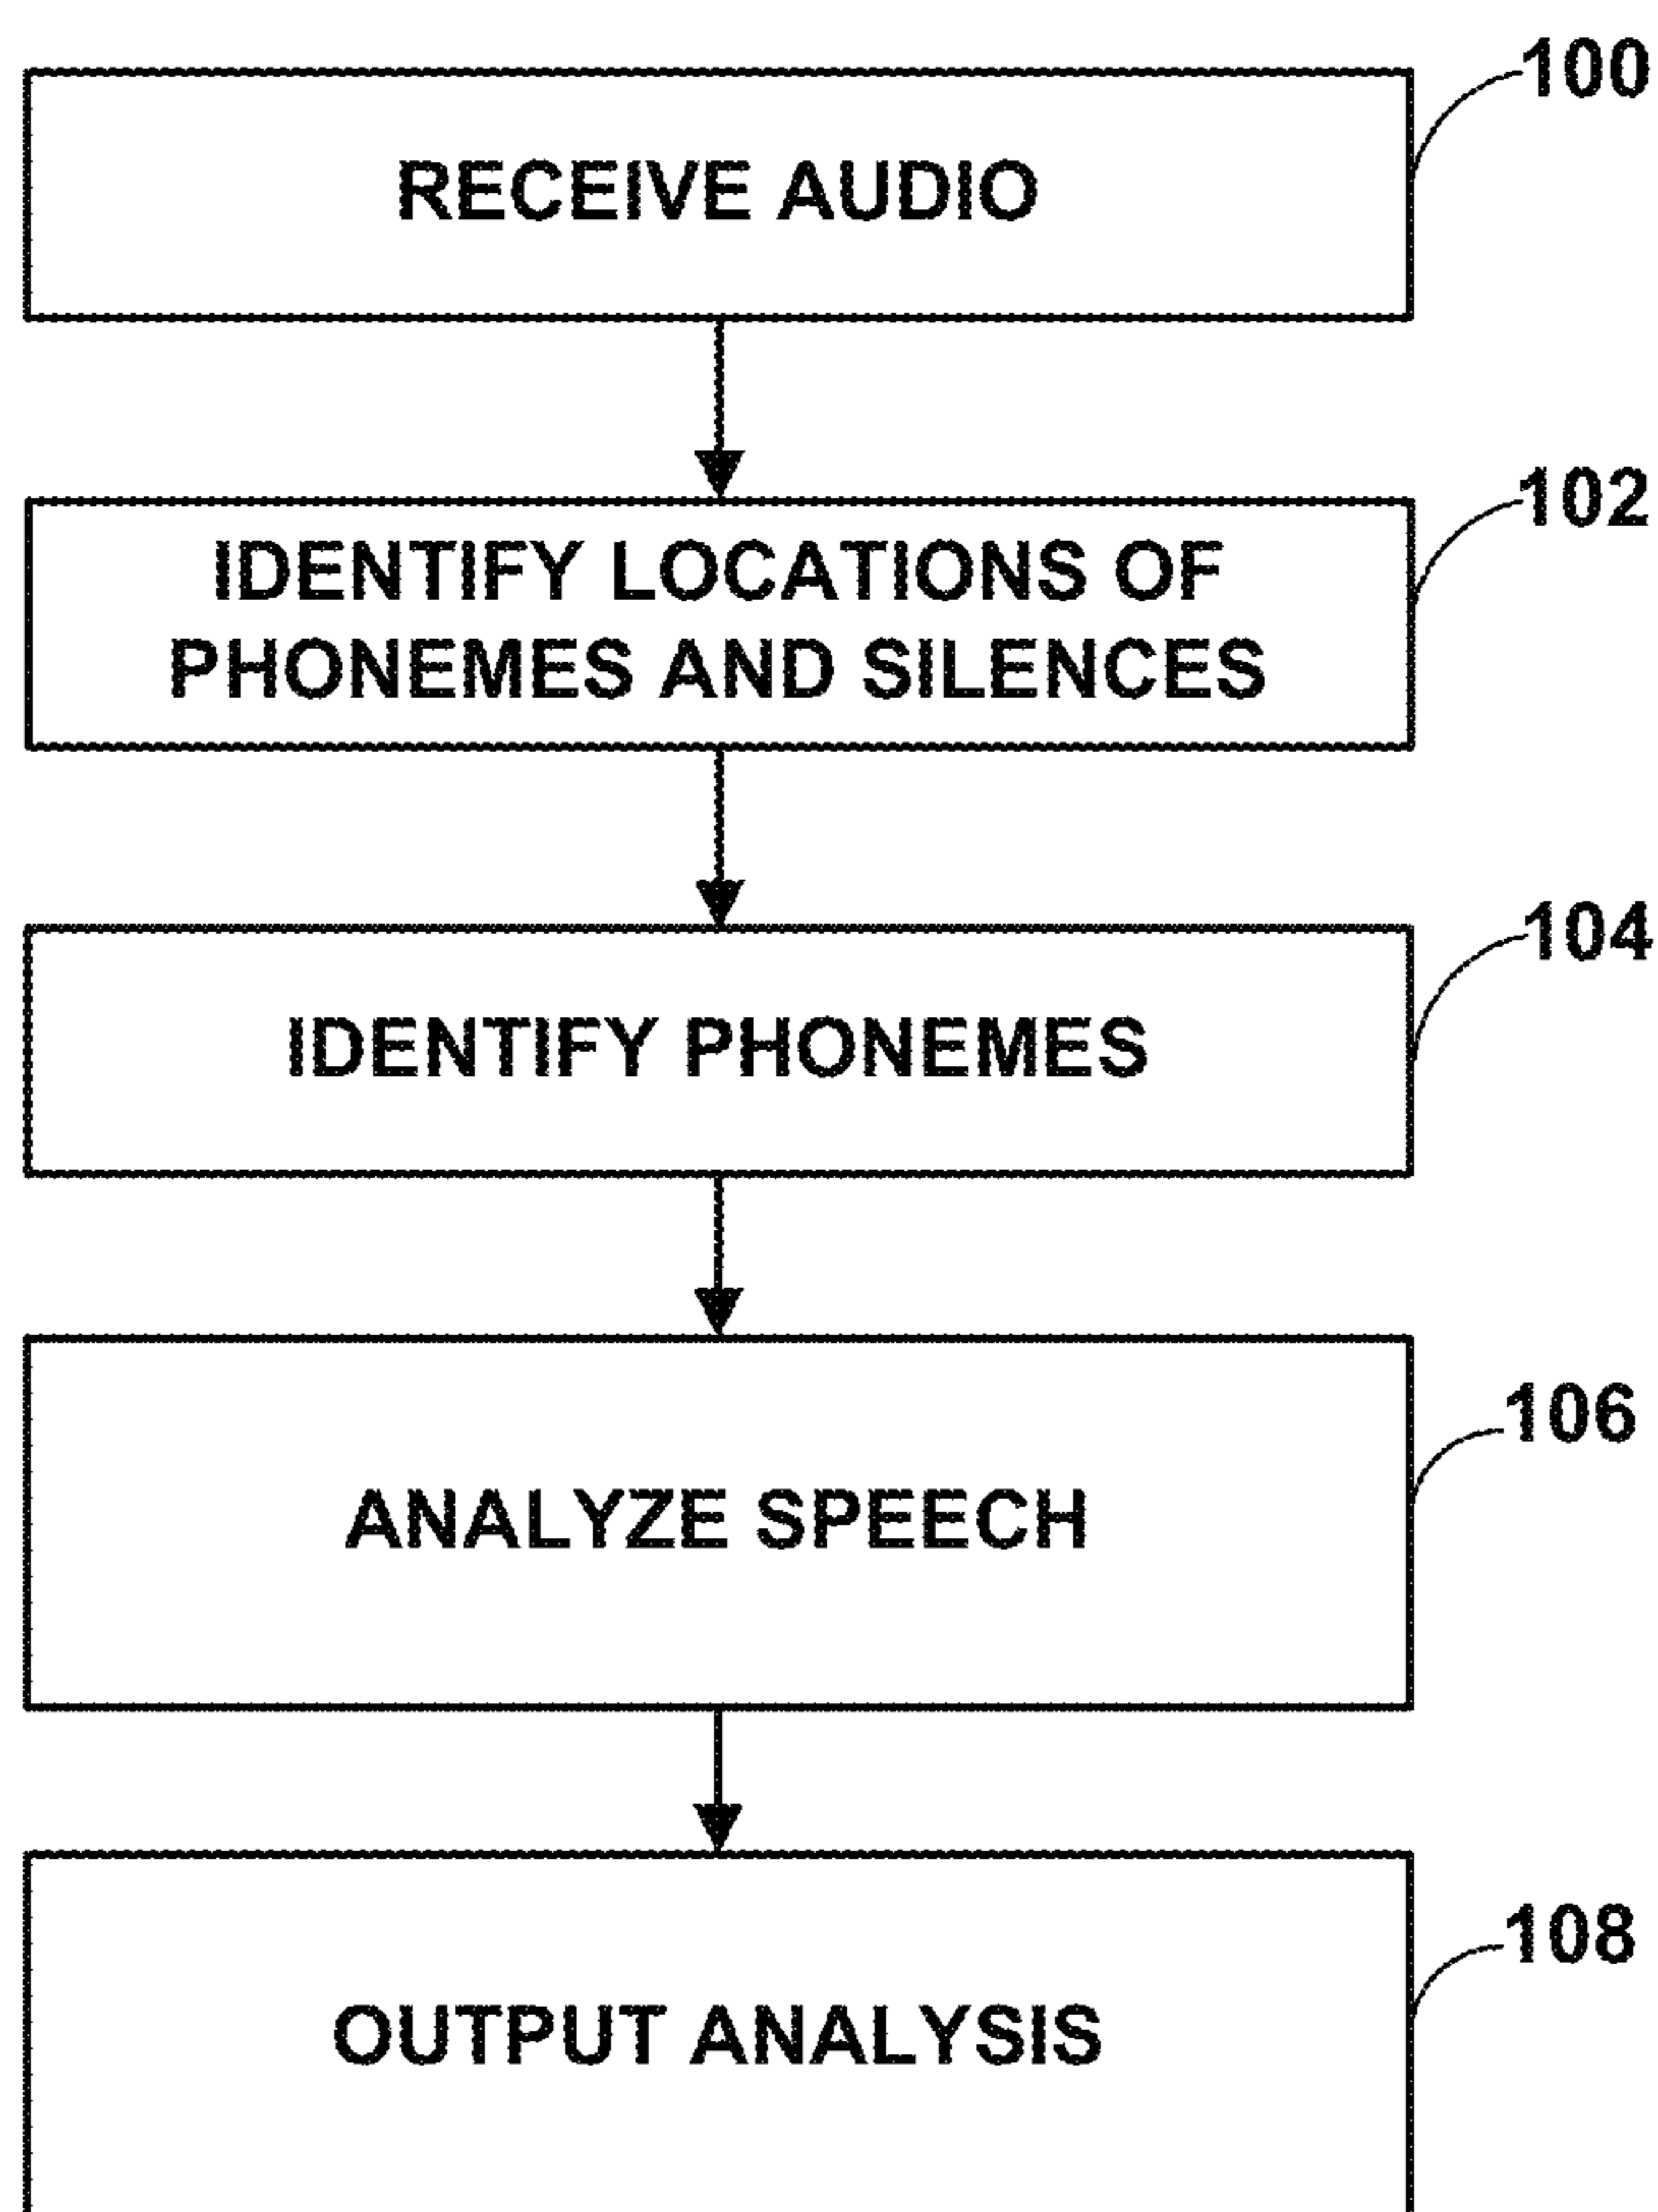 100
RECEIVE AUDIO
102
IDENTIFY LOCATIONS OF
PHONEMES AND SILENCES
104
IDENTIFY PHONEMES
106
ANALYZE SPEECH
108
OUTPUT ANALYSIS